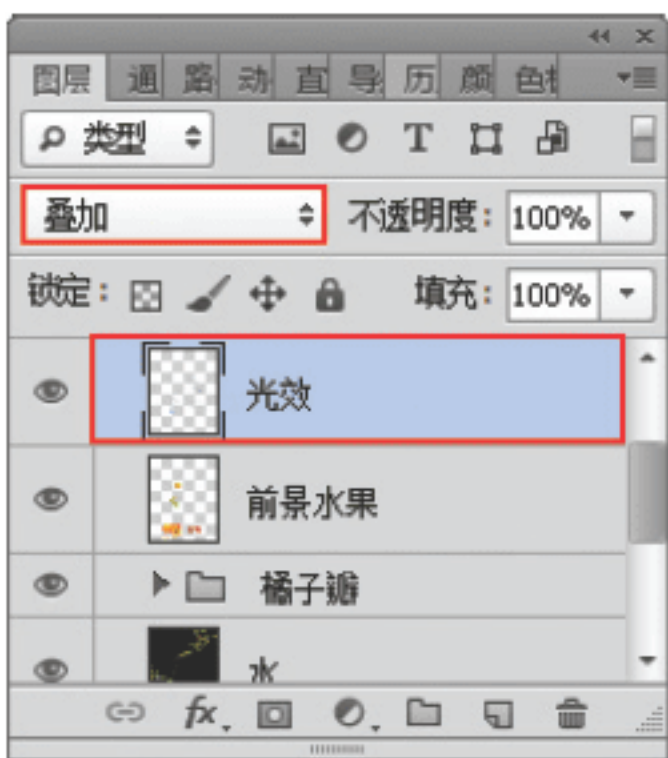 图层 通 路 动 直 导 历 颜 色
类型 T
叠加 不透明度: 100%
锁定: 填充: 100%
光效
前景水果
橘子瓣
水
fx.